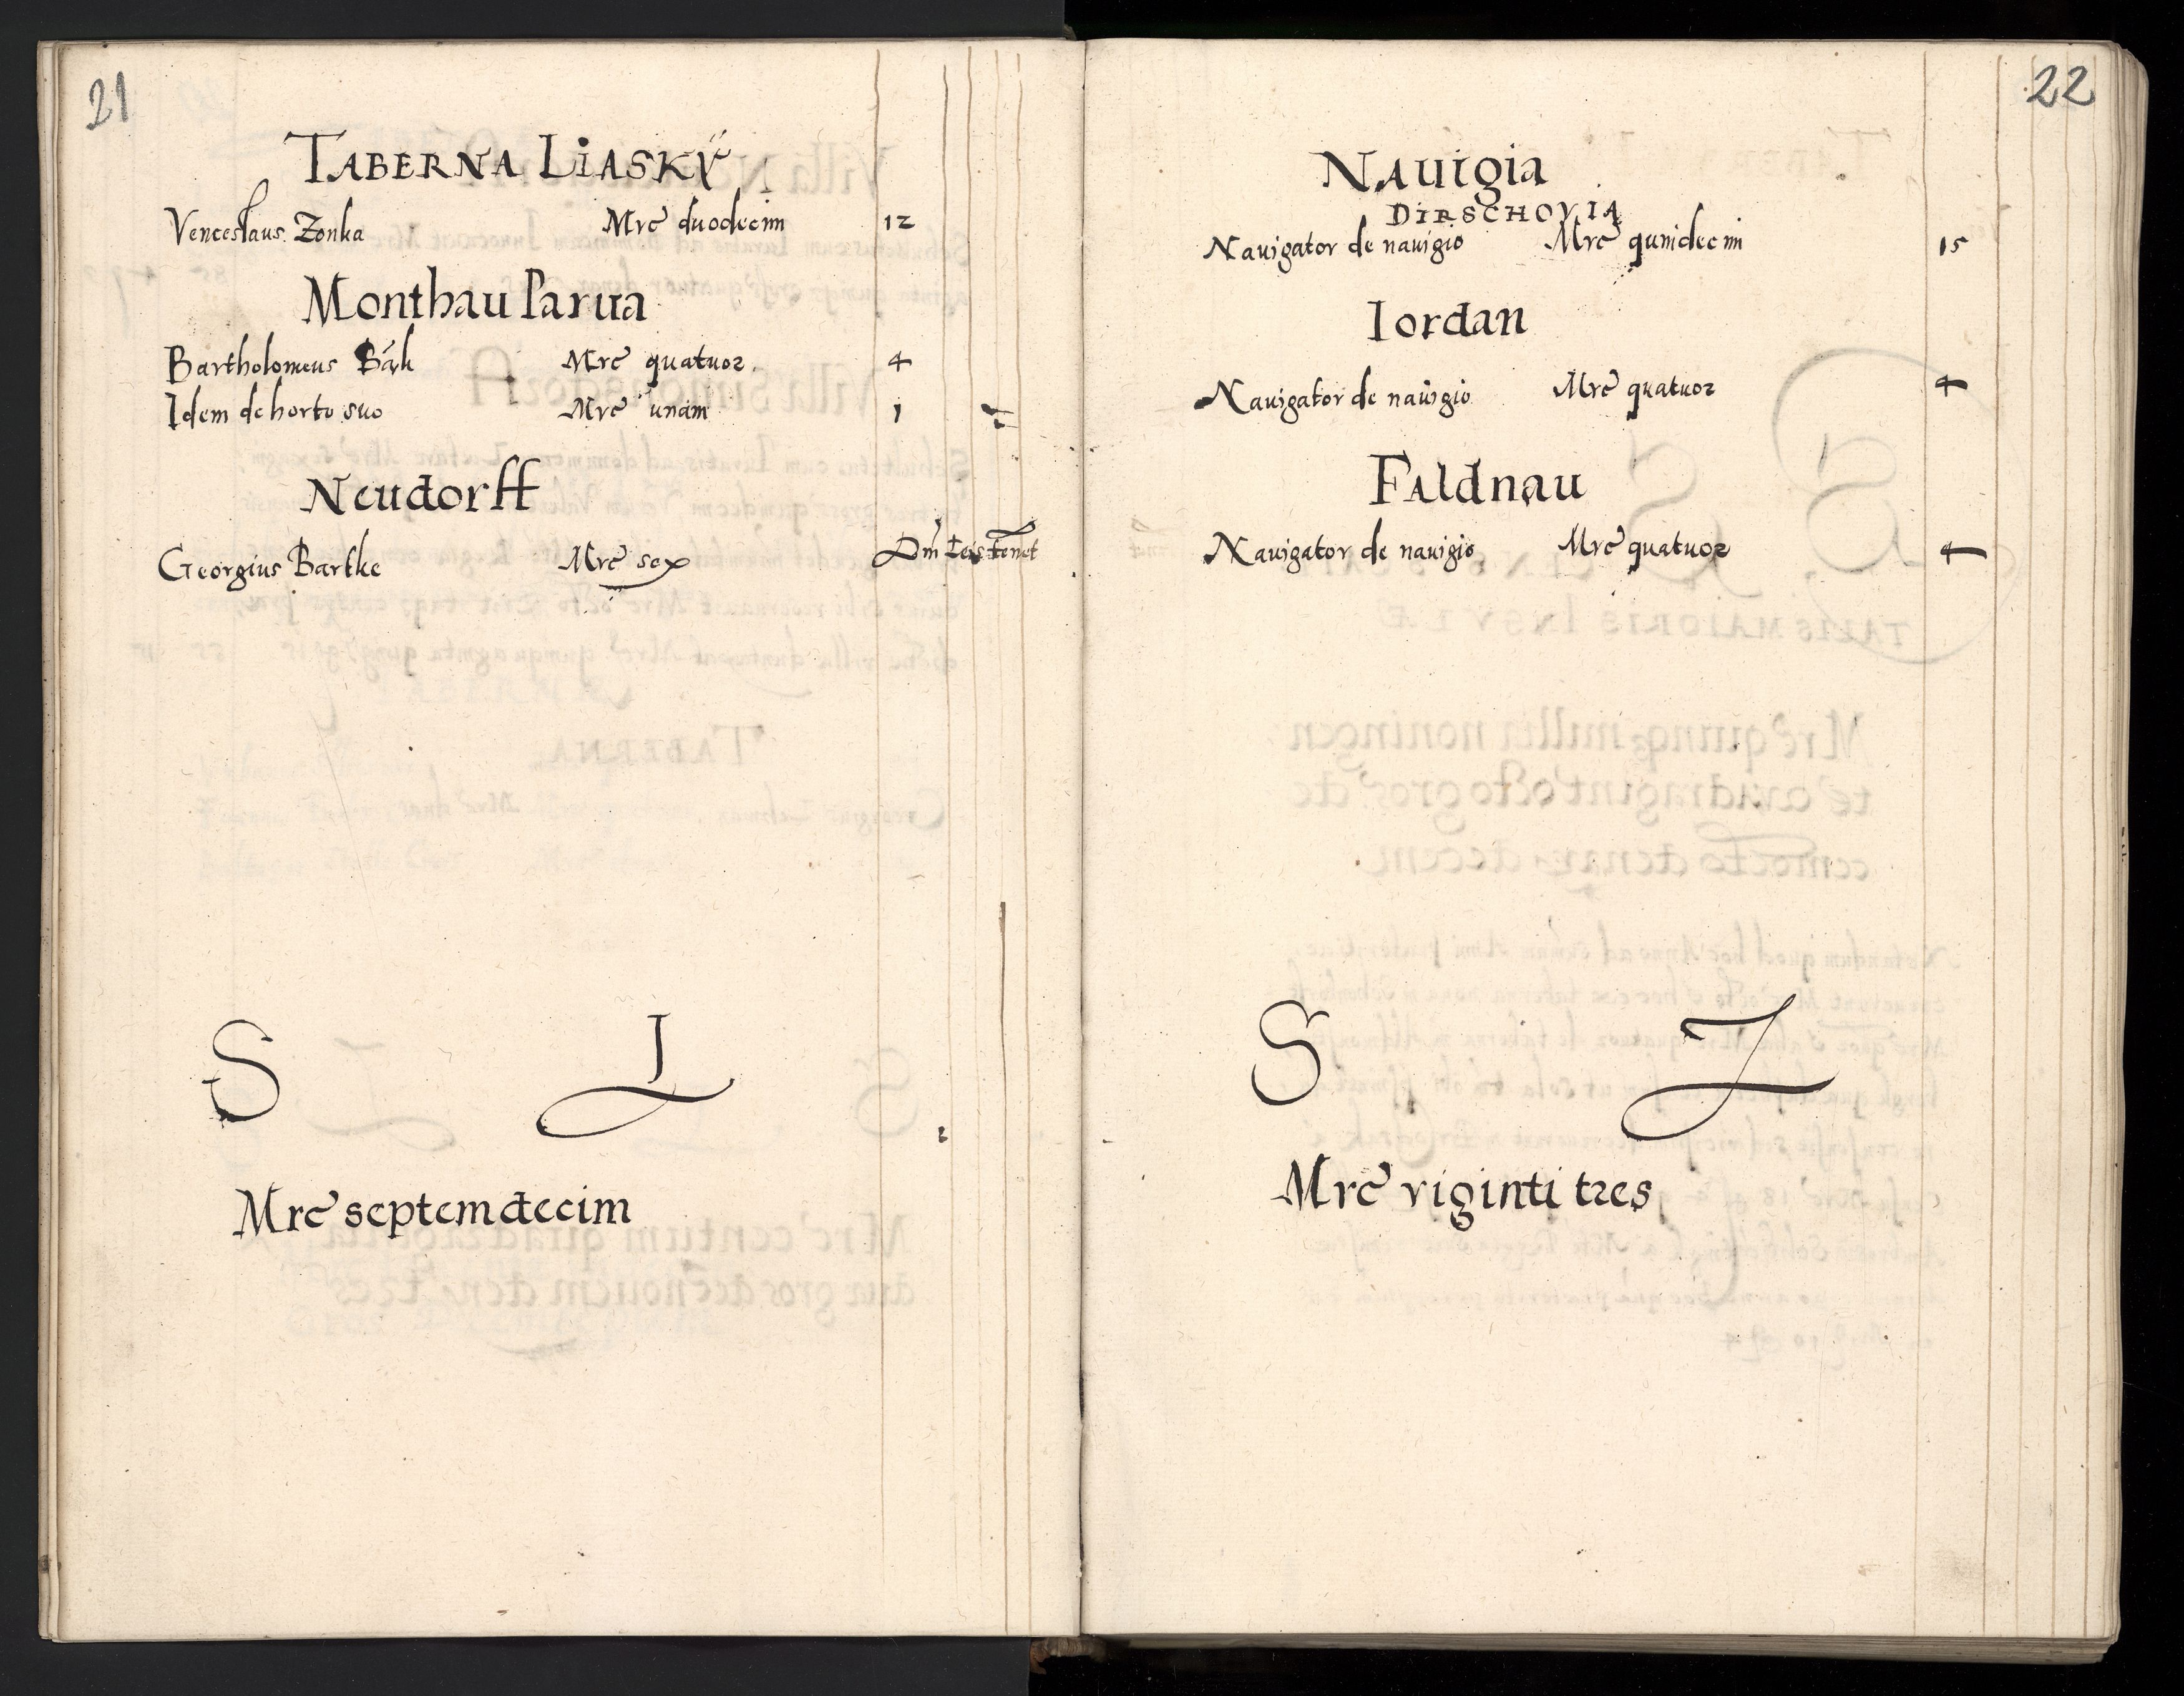 21
TABERNA LIASKÿ
Venceslaus Zonka Mrc duodecim 12
Monthau Parua
Bartholomeus Mrc quatuor 4
Idem de horto suo Mrc unam 1
Neudorff
Georgius Bartke Mrc sex tenet
S
Mrc septemdecim
22
Nauigia
DIRSCHOVIA
Nauigator de nauigio Mrc quindecim 15
Iordan
Nauigator de nauigio Mrc quatuor 4
Faldnau
Nauigator de nauigio Mrc quatuor 4
S
Mrc viginti tres